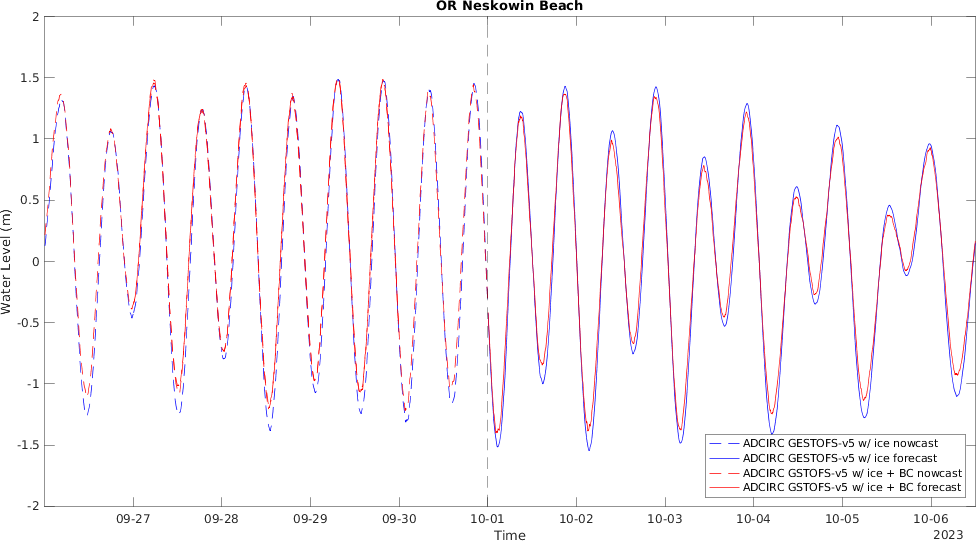 OR Neskowin Beach
2
1.5
1
0.5
0
-0.5
-1
-1.5
-2
Water Level (m)
09-27 09-28 09-29 09-30 10-01 10-02 10-03 10-04 10-05 10-06
Time
2023
ADCIRC GESTOFS-v5 w/ ice nowcast
ADCIRC GESTOFS-v5 w/ ice forecast
ADCIRC GSTOFS-v5 w/ ice + BC nowcast
ADCIRC GSTOFS-v5 w/ ice + BC forecast